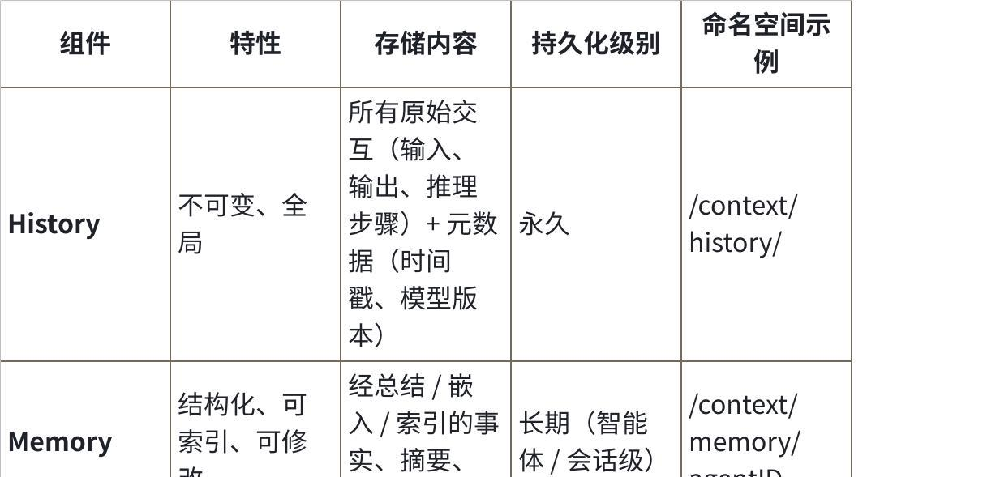 组件
特性
存储内容
持久化级别
命名空间示
例
History
不可变、全
局
所有原始交
互（输入、
输出、推理
步骤）+ 元数
据（时间
戳、模型版
本）
永久
/context/
history/
Memory
结构化、可
索引、可修
改
经总结 / 嵌
入 / 索引的事
实、摘要、
长期（智能
体 / 会话级）
/context/
memory/
agentID